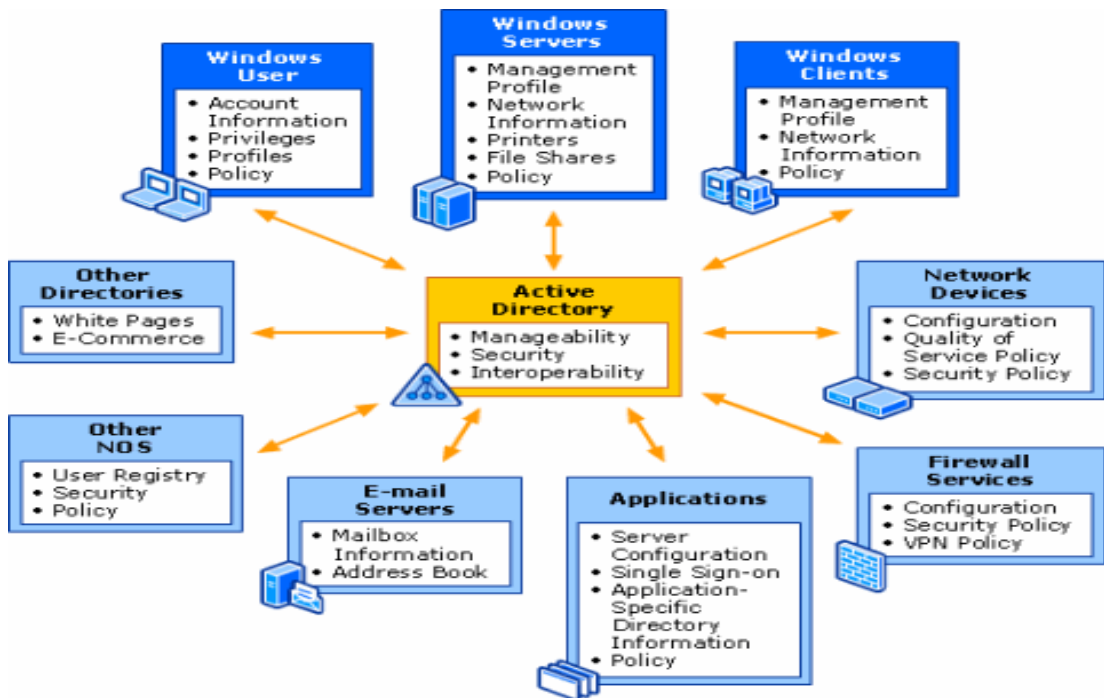 Windows
User
• Account
Information
• Privileges
• Profiles
• Policy
Windows
Servers
• Management
Profile
• Network
Information
• Printers
• File Shares
• Policy
Windows
Clients
• Management
Profile
• Network
Information
• Policy
Other
Directories
• White Pages
• E-Commerce
Active
Directory
• Manageability
• Security
• Interoperability
Network
Devices
• Configuration
• Quality of
Service Policy
• Security Policy
Other
NOS
• User Registry
• Security
• Policy
E-mail
Servers
• Mailbox
Information
• Address Book
Applications
• Server
Configuration
• Single Sign-on
• Application-
Specific
Directory
Information
• Policy
Firewall
Services
• Configuration
• Security Policy
• VPN Policy